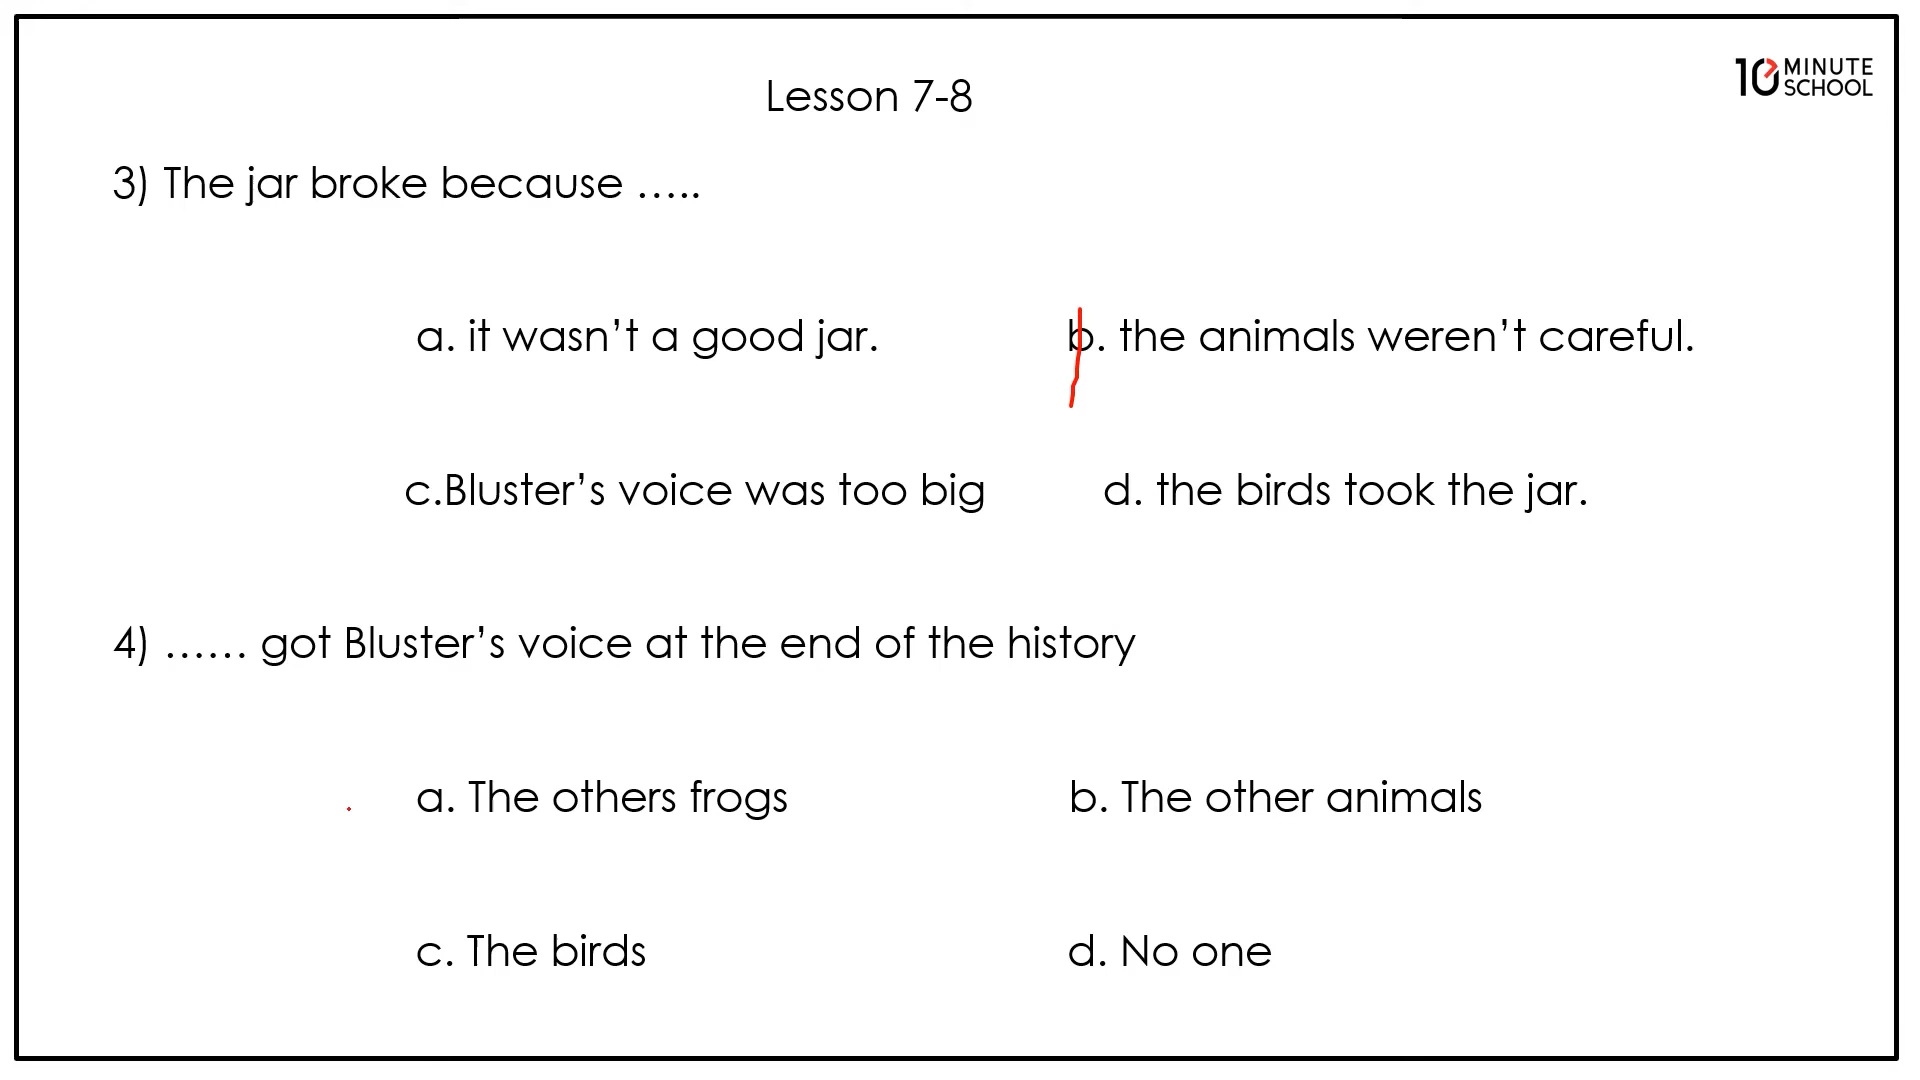 10 MINUTE SCHOOL
Lesson 7-8
3) The jar broke because …..
a. it wasn’t a good jar. b. the animals weren’t careful.
c.Bluster’s voice was too big d. the birds took the jar.
4) …… got Bluster’s voice at the end of the history
a. The others frogs b. The other animals
c. The birds d. No one